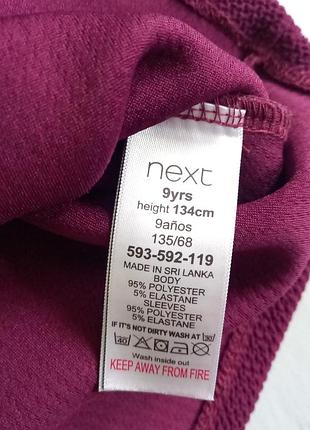 next
9yrs
height 134cm
9años
135/68
593-592-119
MADE IN SRI LANKA
BODY
95% POLYESTER
5% ELASTANE
SLEEVES
95% POLYESTER
5% ELASTANE
IF IT'S NOT DIRTY WASH AT 30
40
Wash inside out
KEEP AWAY FROM FIRE